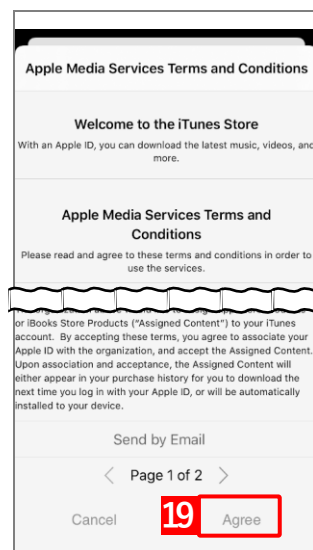 Apple Media Services Terms and Conditions
Welcome to the iTunes Store
With an Apple ID, you can download the latest music, videos, and
more.
Apple Media Services Terms and
Conditions
Please read and agree to these terms and conditions in order to
use the services.
or iBooks Store Products ("Assigned Content") to your iTunes
account. By accepting these terms, you agree to associate your
Apple ID with the organization, and accept the Assigned Content.
Upon association and acceptance, the Assigned Content will
either appear in your purchase history for you to download the
next time you log in with your Apple ID, or will be automatically
installed to your device.
Send by Email
Page 1 of 2
Cancel 19 Agree